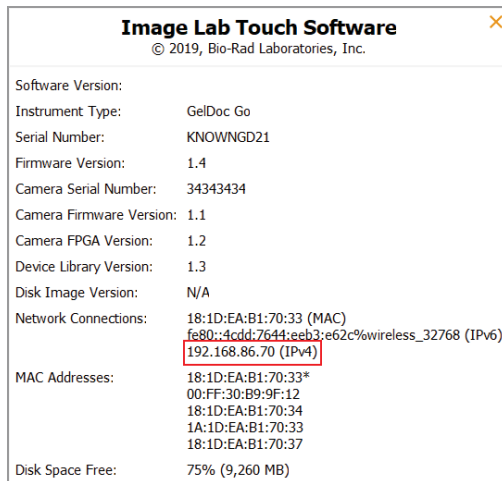 Image Lab Touch Software
© 2019, Bio-Rad Laboratories, Inc.
Software Version:
Instrument Type: GelDoc Go
Serial Number: KNOWNGD21
Firmware Version: 1.4
Camera Serial Number: 34343434
Camera Firmware Version: 1.1
Camera FPGA Version: 1.2
Device Library Version: 1.3
Disk Image Version: N/A
Network Connections: 18:1D:EA:B1:70:33 (MAC)
fe80::4cdd:7644:eeb3:e62c%wireless_32768 (IPv6)
192.168.86.70 (IPv4)
MAC Addresses: 18:1D:EA:B1:70:33*
00:FF:30:B9:9F:12
18:1D:EA:B1:70:34
1A:1D:EA:B1:70:33
18:1D:EA:B1:70:37
Disk Space Free: 75% (9,260 MB)